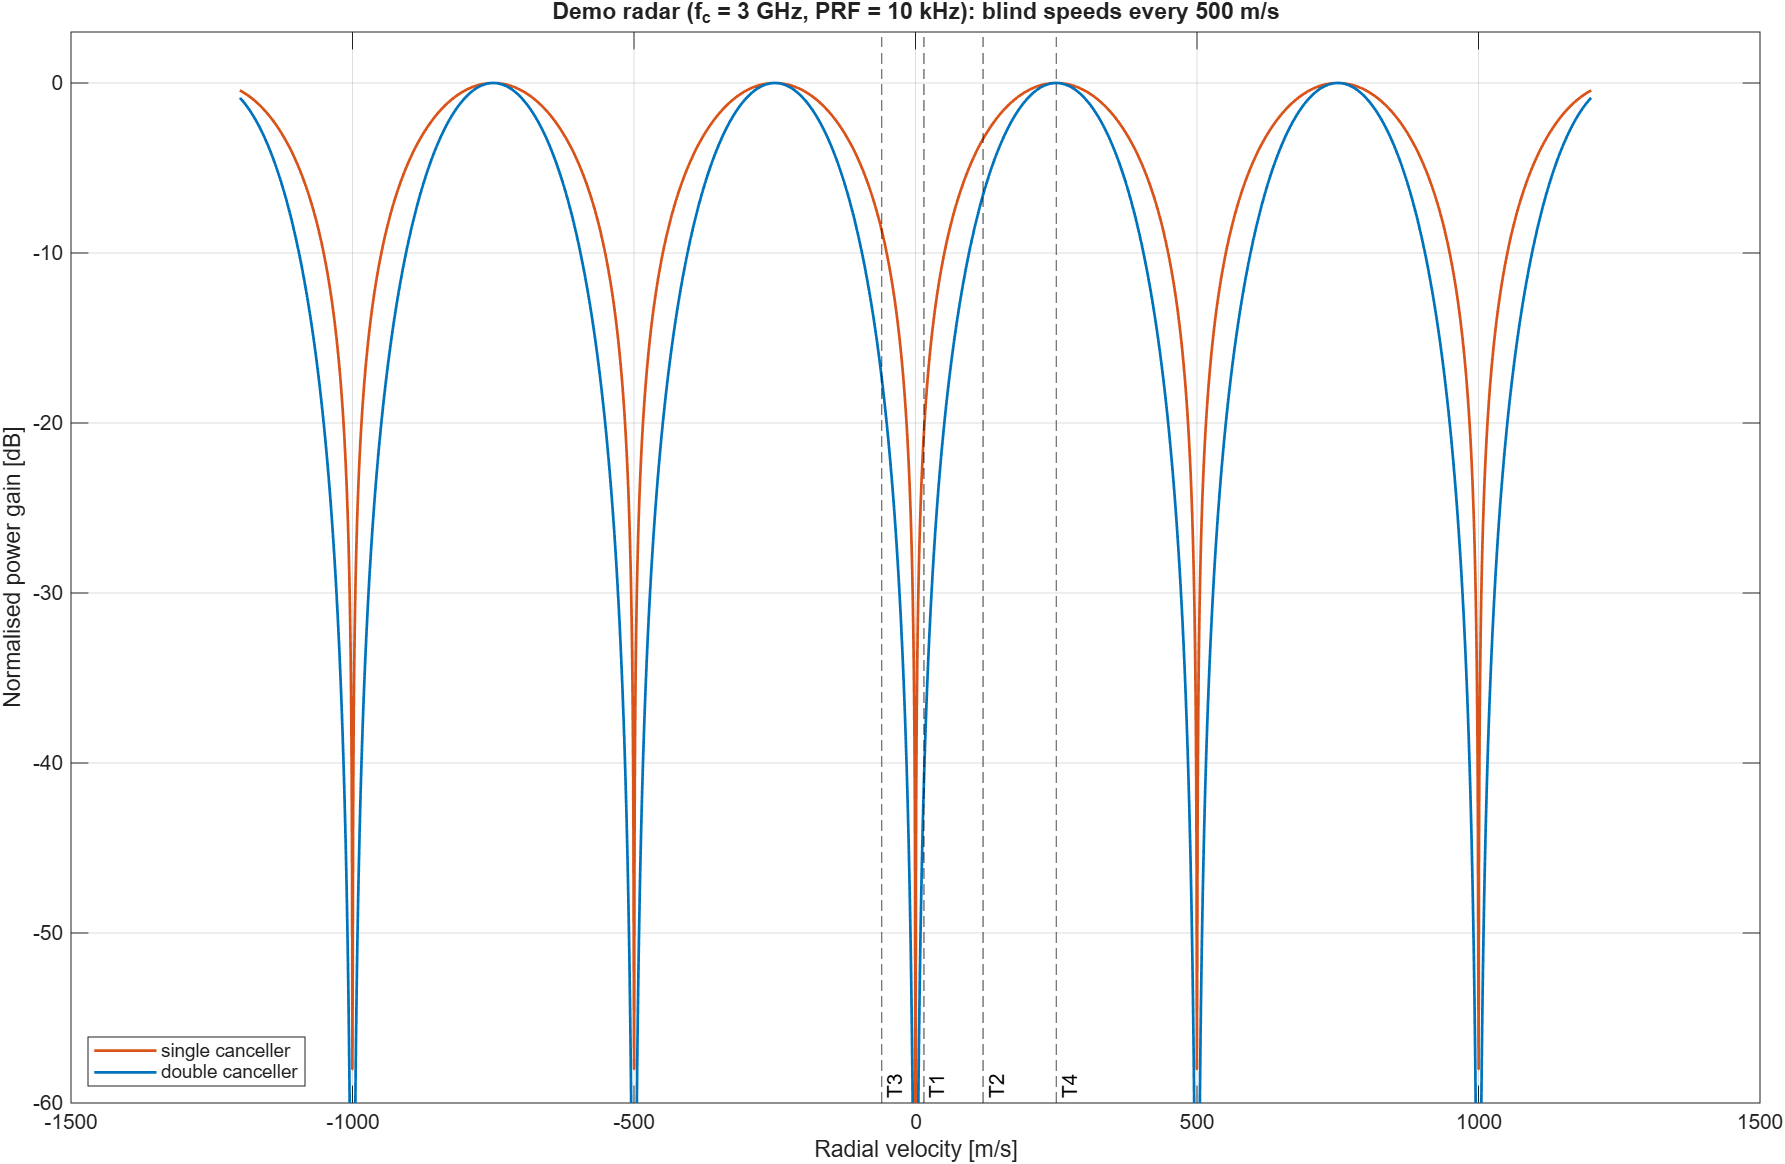 Demo radar (fc = 3 GHz, PRF = 10 kHz): blind speeds every 500 m/s
Normalised power gain [dB]
0
-10
-20
-30
-40
-50
-60
T3
T1
T2
T4
single canceller
double canceller
-1500
-1000
-500
0
500
1000
1500
Radial velocity [m/s]